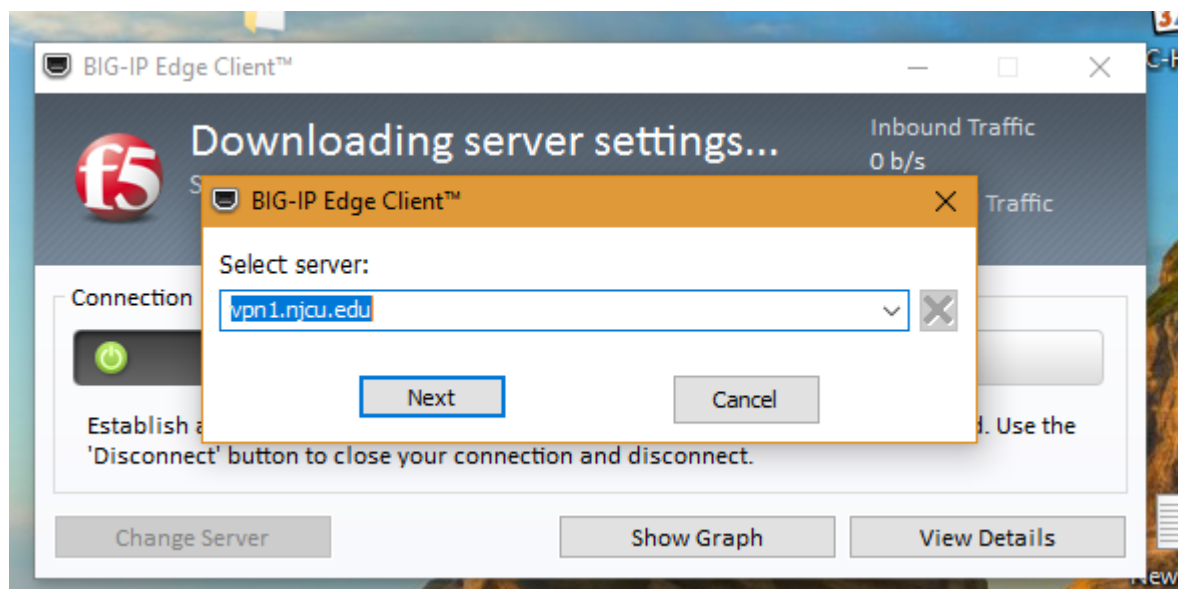 BIG-IP Edge Client™
f5
Downloading server settings...
Inbound Traffic
0 b/s
Traffic
BIG-IP Edge Client™
Select server:
vpn1.njcu.edu
Next
Cancel
Connection
Establish
d. Use the
'Disconnect' button to close your connection and disconnect.
Change Server
Show Graph
View Details